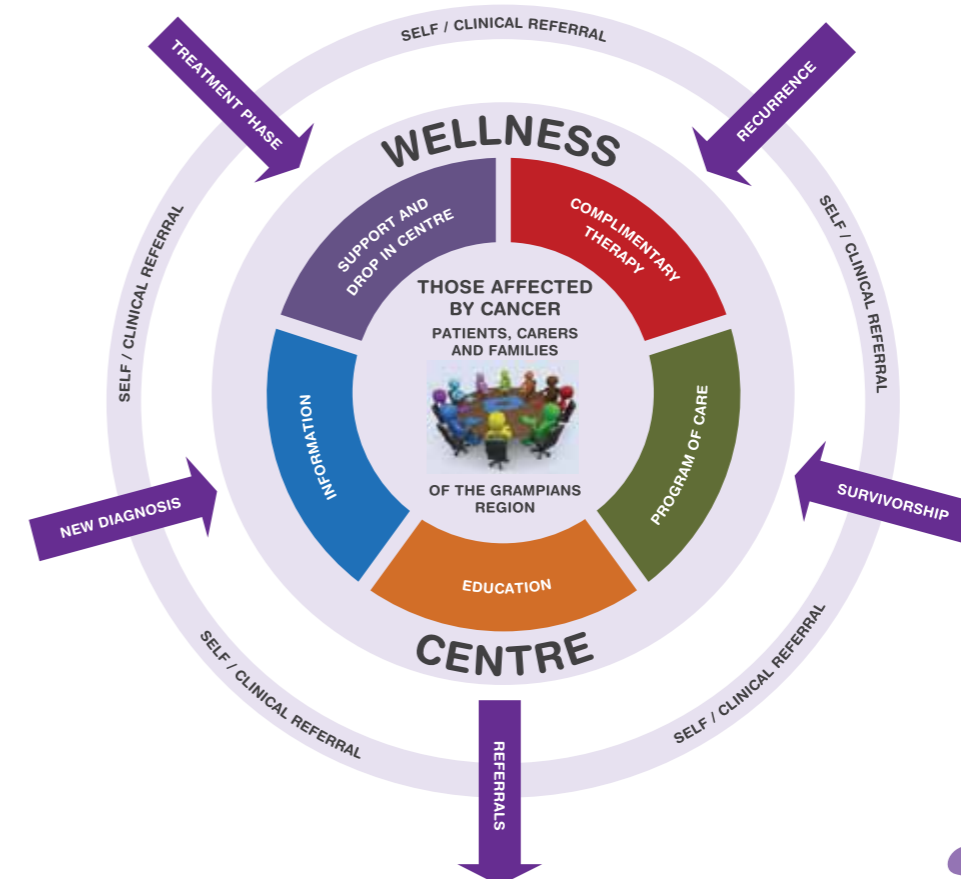 SELF / CLINICAL REFERRAL
TREATMENT PHASE
RECURRENCE
WELLNESS
SUPPORT AND
DROP IN CENTRE
COMPLIMENTARY
THERAPY
SELF / CLINICAL REFERRAL
SELF / CLINICAL REFERRAL
THOSE AFFECTED
BY CANCER
PATIENTS, CARERS
AND FAMILIES
INFORMATION
PROGRAM OF CARE
OF THE GRAMPIANS
REGION
NEW DIAGNOSIS
SURVIVORSHIP
EDUCATION
CENTRE
SELF / CLINICAL REFERRAL
SELF / CLINICAL REFERRAL
REFERRALS